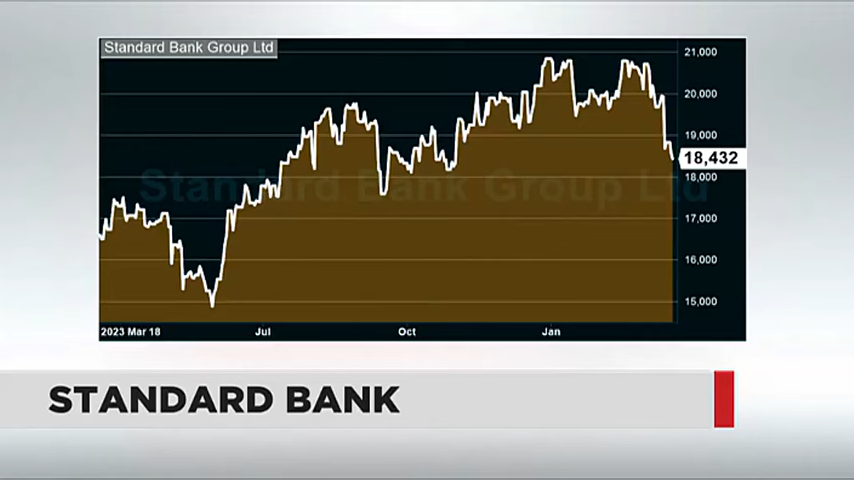 Standard Bank Group Ltd
21,000
20,000
19,000
18,432
18,000
Standard Bank Group Ltd
17,000
16,000
15,000
2023 Mar 18 Jul Oct Jan
STANDARD BANK